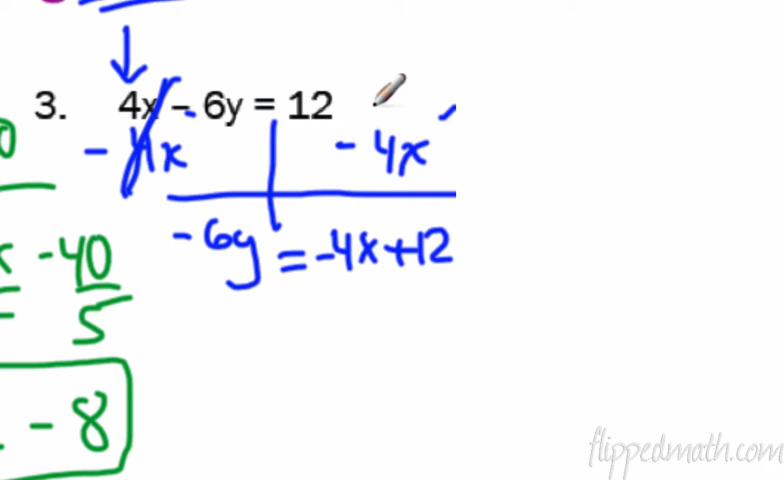 3. 4x – 6y = 12
- 4x - 4x
-6y = -4x+12
-40
5
- 8
flippedmath.com